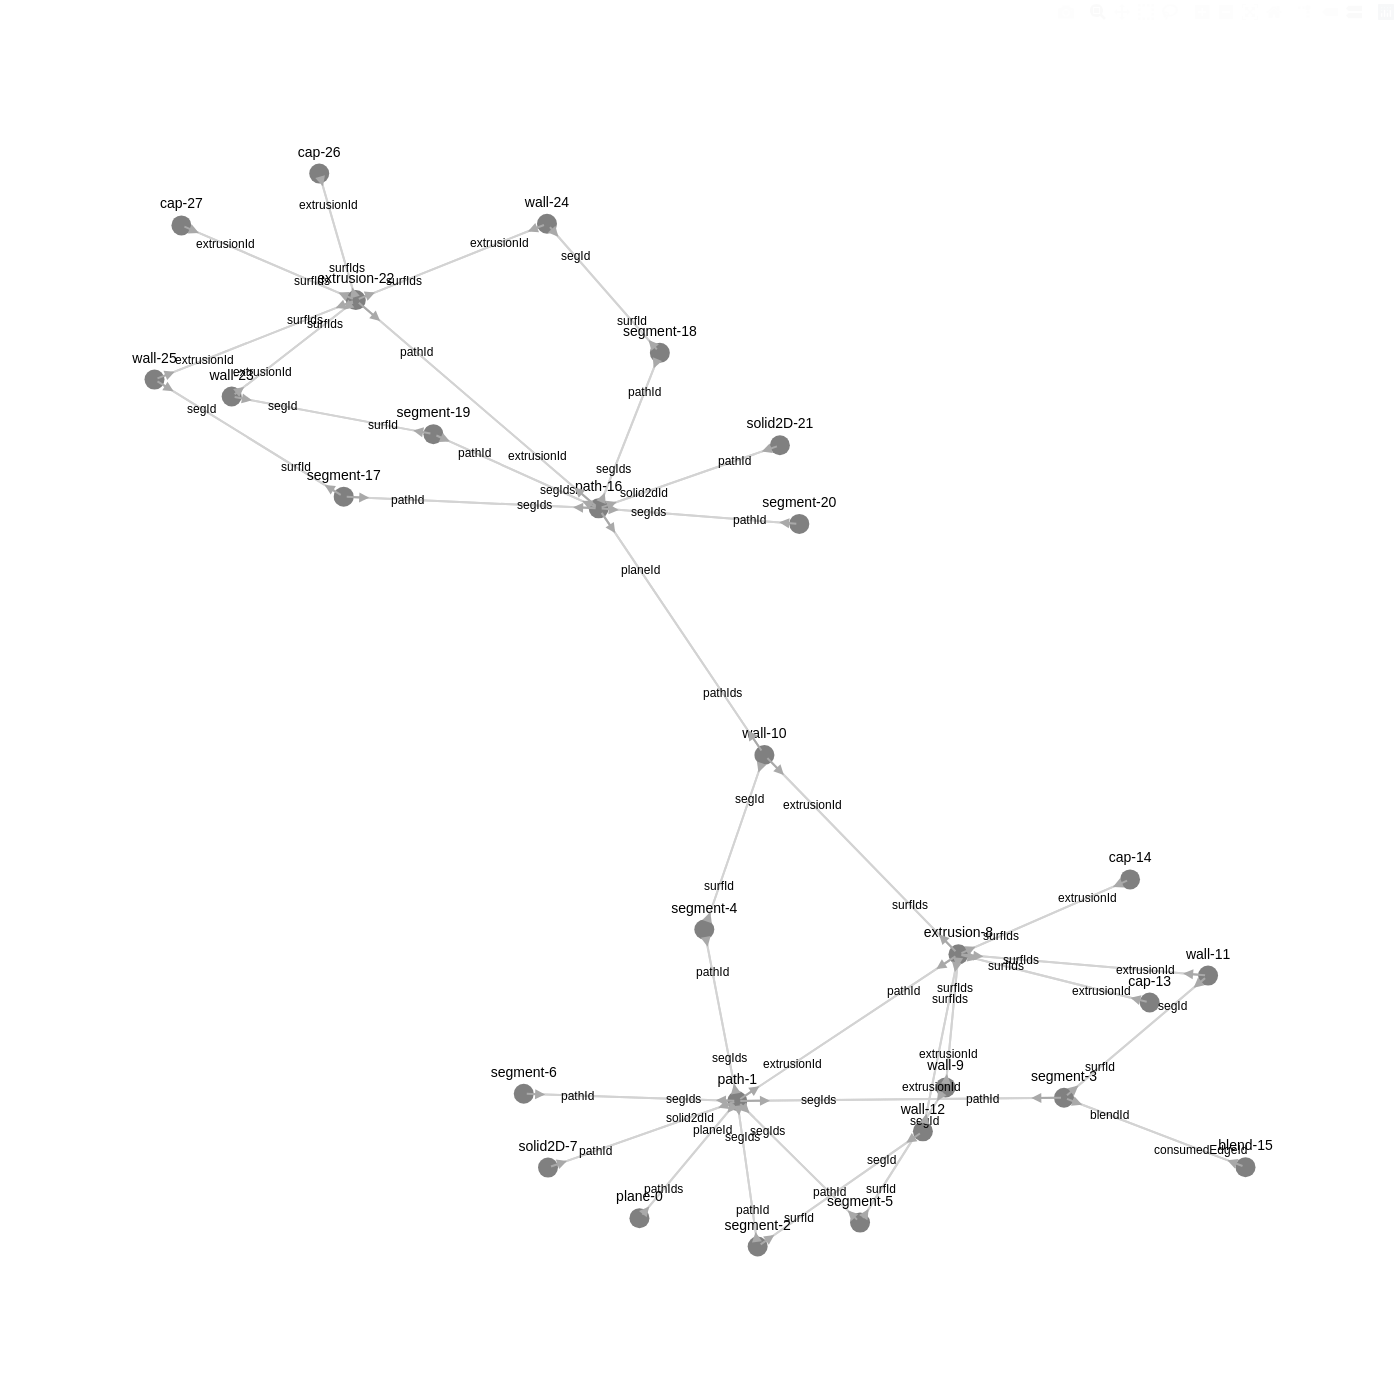 cap-26
cap-27
wall-24
extrusionId
extrusionId
extrusionId
segId
surfIds
extrusion-22
surfIds
surfIds
surfIds
surfIds
surfId
segment-18
pathId
wall-25
extrusionId
wall-23
extrusionId
pathId
segId
segId
segment-19
surfId
solid2D-21
pathId
extrusionId
pathId
surfId
segment-17
segIds
path-16
segIds
solid2dId
pathId
segIds
segIds
segment-20
pathId
planeId
pathIds
wall-10
segId
extrusionId
cap-14
surfId
extrusionId
segment-4
surfIds
extrusion-8
surfIds
wall-11
surfIds
surfIds
extrusionId
cap-13
pathId
pathId
surfIds
surfIds
extrusionId
segId
segIds
extrusionId
extrusionId
wall-9
surfId
segment-3
segment-6
path-1
extrusionId
pathId
segIds
segIds
pathId
wall-12
blendId
solid2dId
segId
planeId
segIds
segIds
solid2D-7
pathId
consumedEdgeId
blend-15
segId
pathIds
plane-0
pathId
surfId
segment-5
pathId
surfId
segment-2